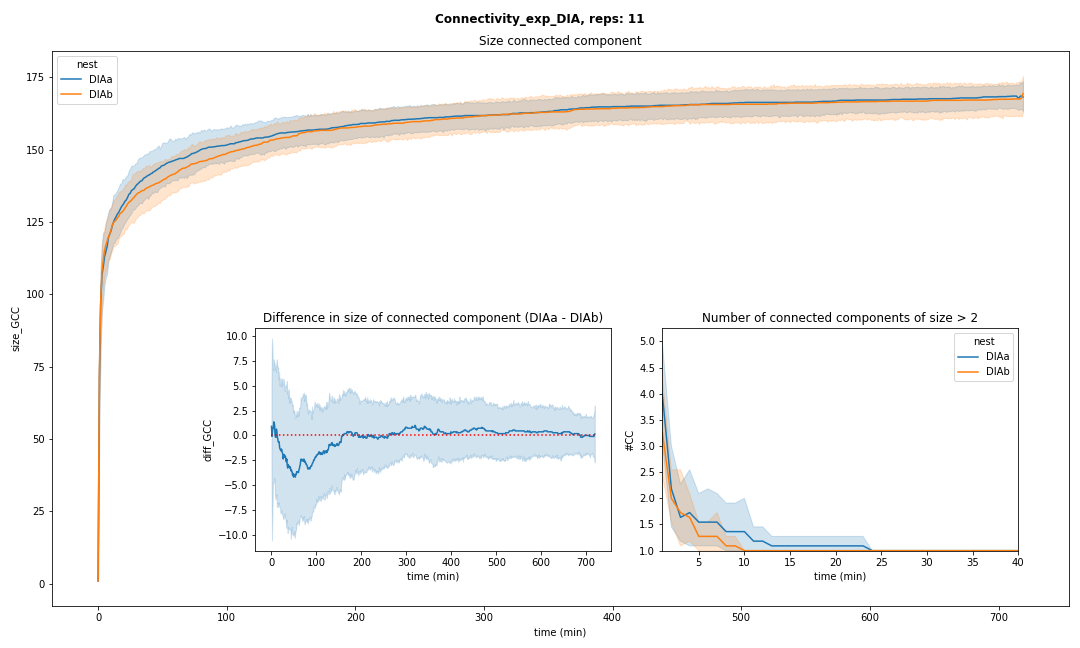 Connectivity_exp_DIA, reps: 11
Size connected component
nest
DIAa
DIAb
size_GCC
175
150
125
100
75
50
25
0
0 100 200 300 400 500 600 700
time (min)
Difference in size of connected component (DIAa - DIAb)
diff_GCC
10.0
7.5
5.0
2.5
0.0
−2.5
−5.0
−7.5
−10.0
0 100 200 300 400 500 600 700
time (min)
Number of connected components of size > 2
nest
DIAa
DIAb
#CC
5.0
4.5
4.0
3.5
3.0
2.5
2.0
1.5
1.0
5 10 15 20 25 30 35 40
time (min)